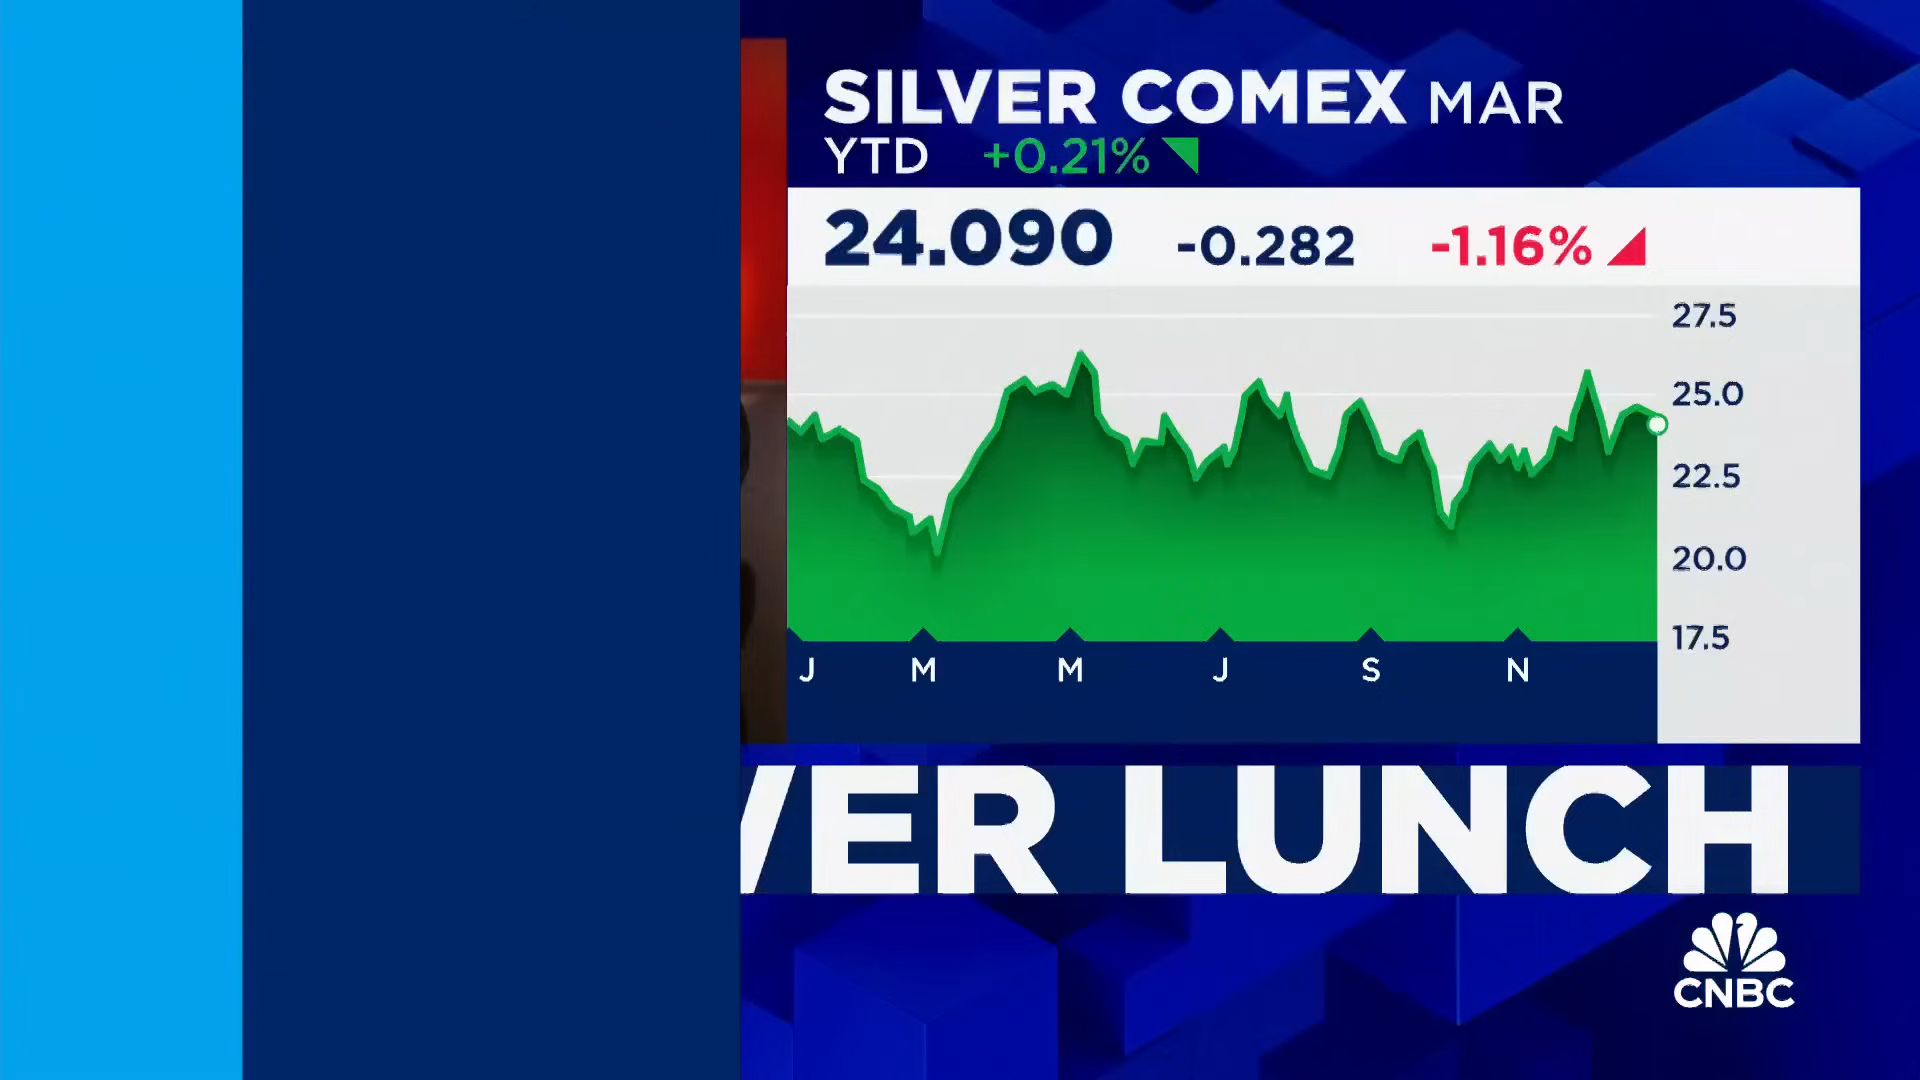 SILVER COMEX MAR
YTD +0.21%
24.090 -0.282 -1.16%
27.5
25.0
22.5
20.0
17.5
J M M J S N
VER LUNCH
CNBC